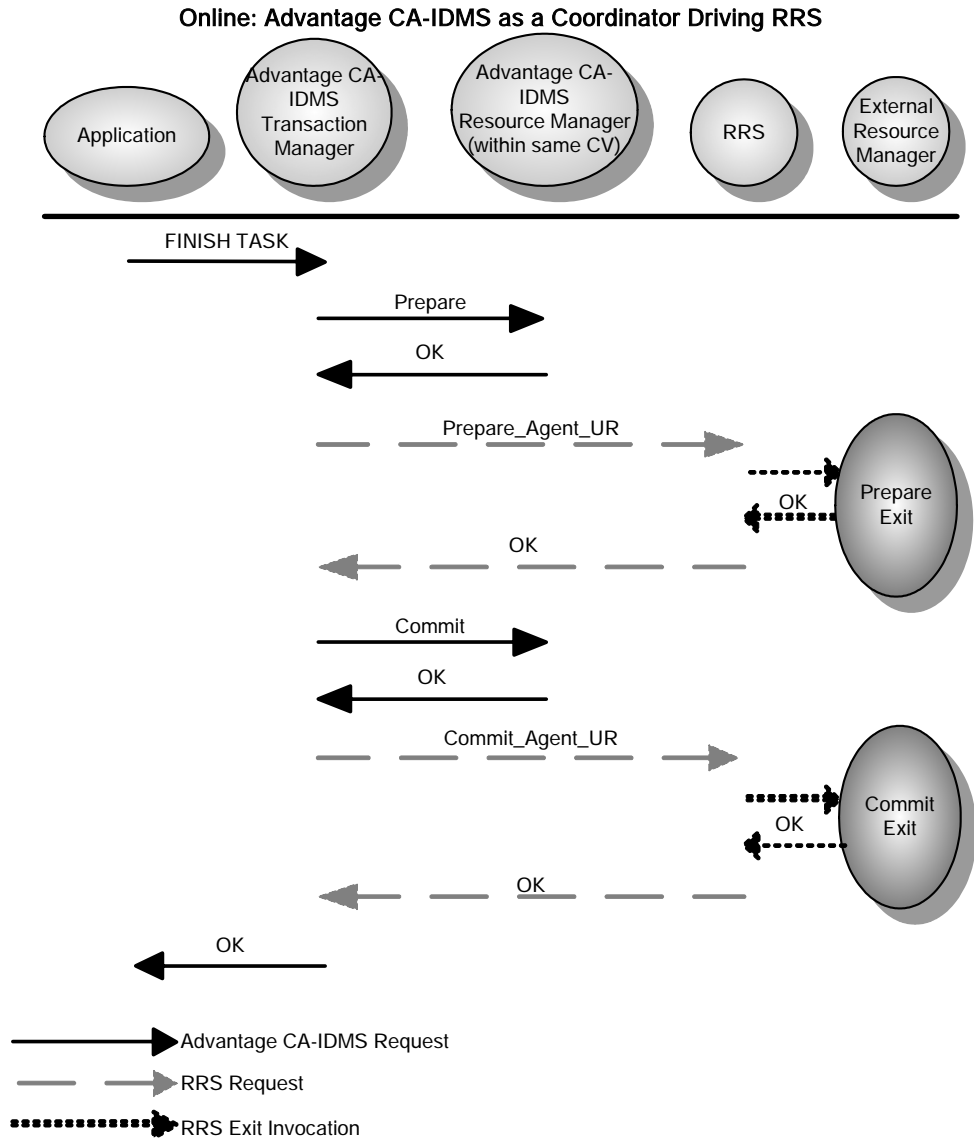 Online: Advantage CA-IDMS as a Coordinator Driving RRS
Application
Advantage CA-
IDMS
Transaction
Manager
Advantage CA-
IDMS
Resource Manager
(within same CV)
RRS
External
Resource
Manager
FINISH TASK
Prepare
OK
Prepare_Agent_UR
OK
Prepare
Exit
OK
Commit
OK
Commit_Agent_UR
OK
Commit
Exit
OK
OK
Advantage CA-IDMS Request
RRS Request
RRS Exit Invocation